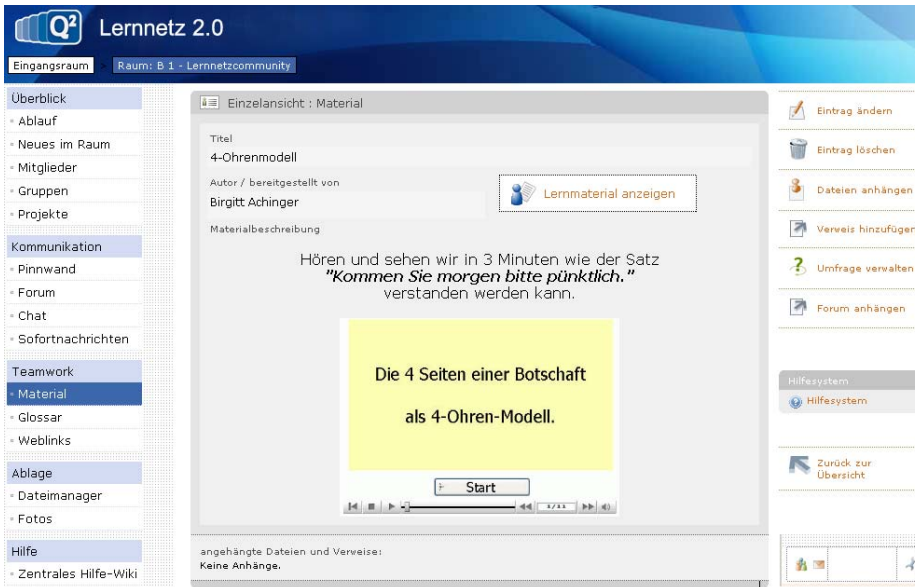 Q² Lernnetz 2.0
Eingangsraum
Raum: B 1 - Lernnetzcommunity
Überblick
Ablauf
Neues im Raum
Mitglieder
Gruppen
Projekte
Kommunikation
Pinnwand
Forum
Chat
Sofortnachrichten
Teamwork
Material
Glossar
Weblinks
Ablage
Dateimanager
Fotos
Hilfe
Zentrales Hilfe-Wiki
Einzelansicht : Material
Titel
4-Ohrenmodell
Autor / bereitgestellt von
Birgitt Achinger
Lernmaterial anzeigen
Materialbeschreibung
Hören und sehen wir in 3 Minuten wie der Satz
"Kommen Sie morgen bitte pünktlich."
verstanden werden kann.
Die 4 Seiten einer Botschaft
als 4-Ohren-Modell.
Start
angehängte Dateien und Verweise:
Keine Anhänge.
Eintrag ändern
Eintrag löschen
Dateien anhängen
Verweis hinzufügen
Umfrage verwalten
Forum anhängen
Hilfesystem
Hilfesystem
Zurück zur
Übersicht